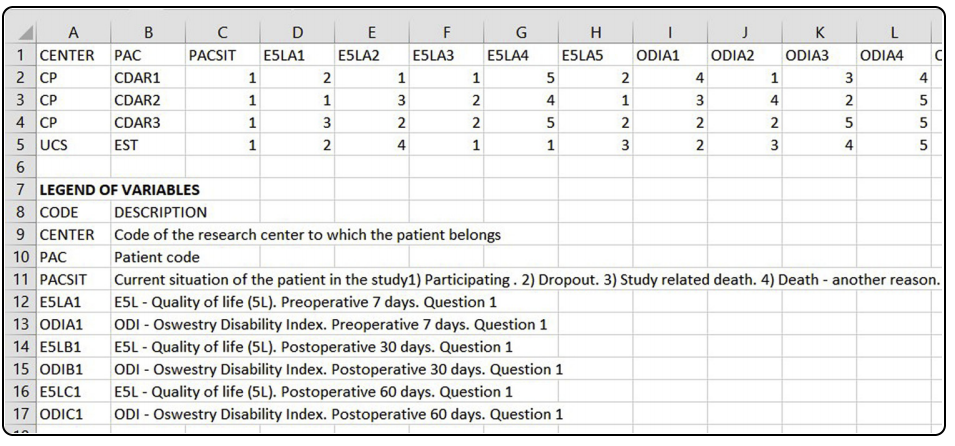 A B C D E F G H I J K L
1 CENTER PAC PACSIT E5LA1 E5LA2 E5LA3 E5LA4 E5LA5 ODIA1 ODIA2 ODIA3 ODIA4
2 CP CDAR1 1 2 1 1 5 2 4 1 3 4
3 CP CDAR2 1 1 3 2 4 1 3 4 2 5
4 CP CDAR3 1 3 2 2 5 2 2 2 5 5
5 UCS EST 1 2 4 1 1 3 2 3 4 5
6
7 LEGEND OF VARIABLES
8 CODE DESCRIPTION
9 CENTER Code of the research center to which the patient belongs
10 PAC Patient code
11 PACSIT Current situation of the patient in the study1) Participating . 2) Dropout. 3) Study related death. 4) Death - another reason.
12 E5LA1 E5L - Quality of life (5L). Preoperative 7 days. Question 1
13 ODIA1 ODI - Oswestry Disability Index. Preoperative 7 days. Question 1
14 E5LB1 E5L - Quality of life (5L). Postoperative 30 days. Question 1
15 ODIB1 ODI - Oswestry Disability Index. Postoperative 30 days. Question 1
16 E5LC1 E5L - Quality of life (5L). Postoperative 60 days. Question 1
17 ODIC1 ODI - Oswestry Disability Index. Postoperative 60 days. Question 1